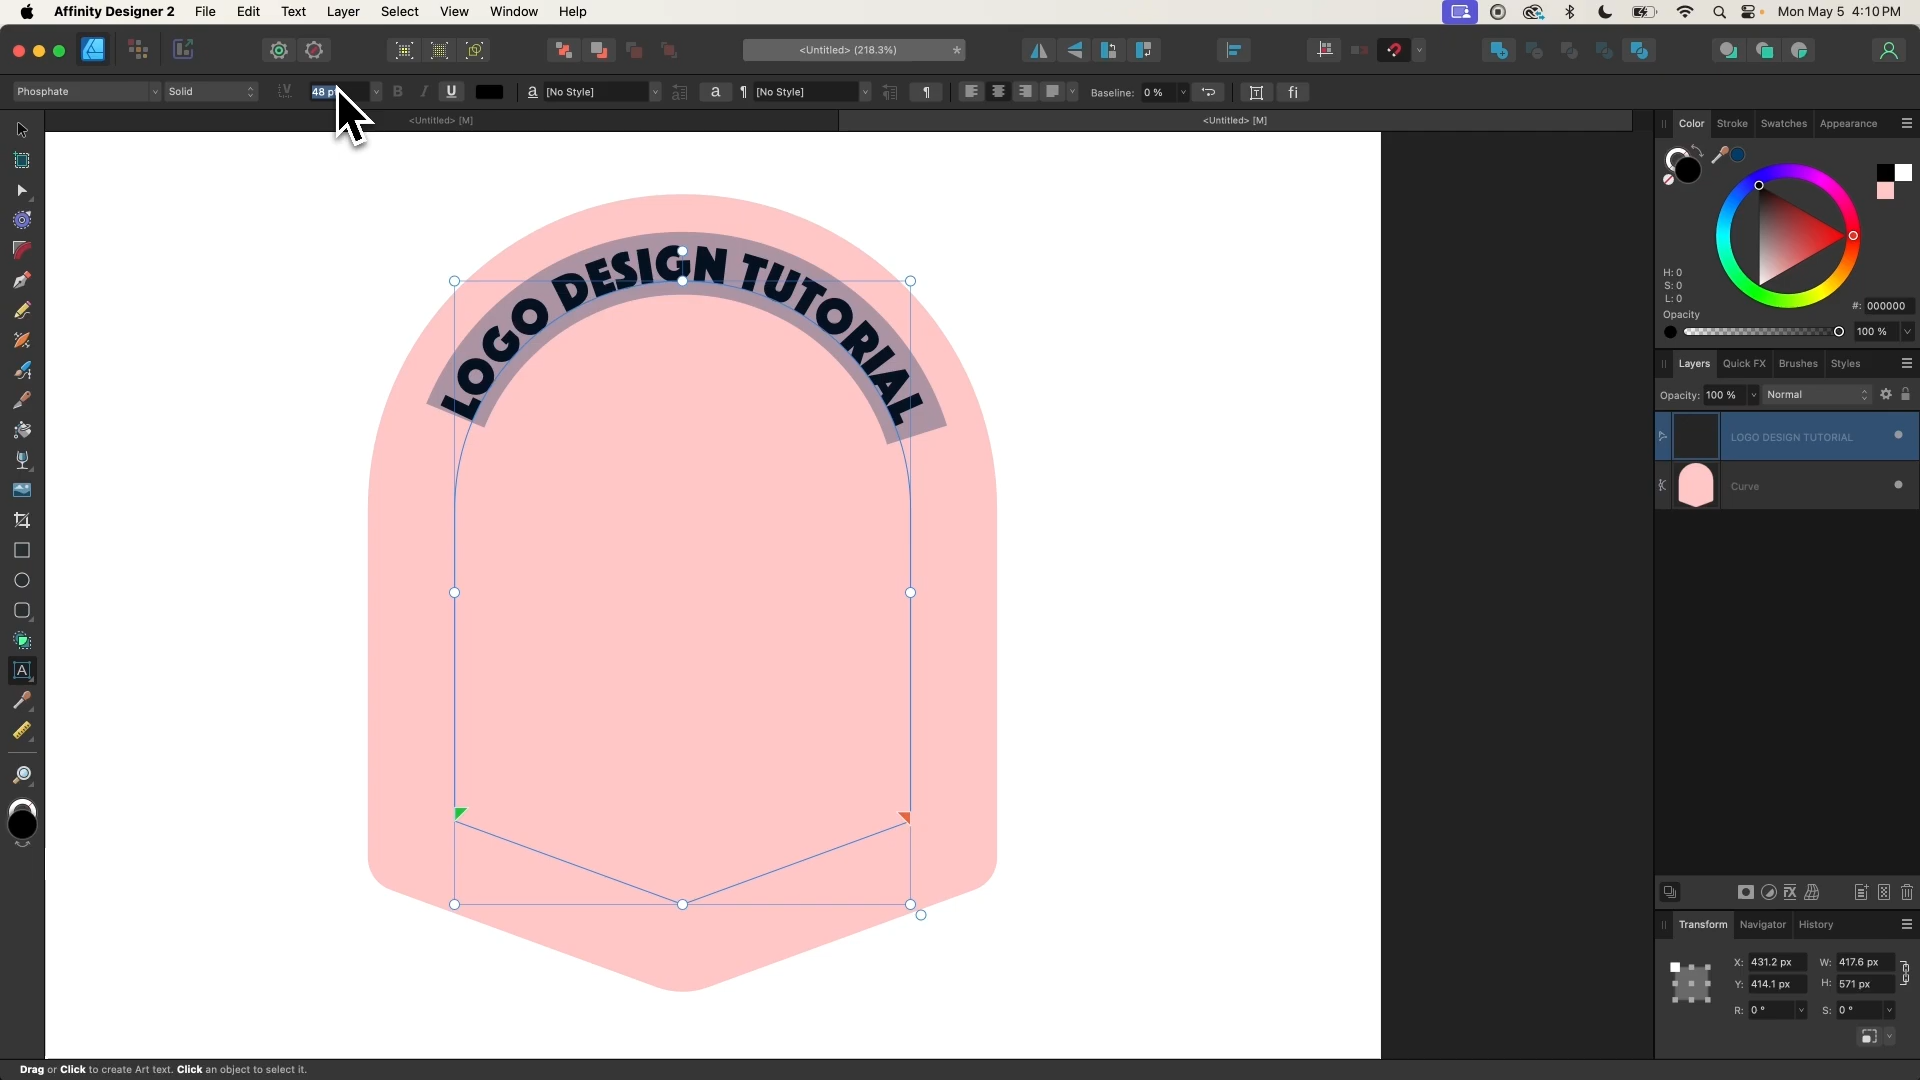 Affinity Designer 2 File Edit Text Layer Select View Window Help Mon May 5 4:10 PM
<Untitled> (218.3%) *
Phosphate Solid 48 pt B I U a [No Style] a ¶ [No Style] ¶ Baseline: 0 % fi
<Untitled> [M] <Untitled> [M]
Color Stroke Swatches Appearance
LOGO DESIGN TUTORIAL
H: 0
S: 0
L: 0
#: 000000
Opacity
100 %
Layers Quick FX Brushes Styles
Opacity: 100 % Normal
LOGO DESIGN TUTORIAL
Curve
A
Transform Navigator History
X: 431.2 px W: 417.6 px
Y: 414.1 px H: 571 px
R: 0 ° S: 0 °
Drag or Click to create Art text. Click an object to select it.